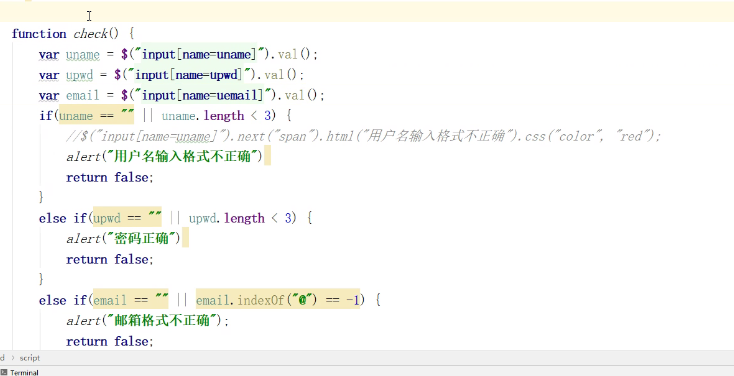 function check() {
var uname = $("input[name=uname]").val();
var upwd = $("input[name=upwd]").val();
var email = $("input[name=uemail]").val();
if(uname == "" || uname.length < 3) {
//$("input[name=uname]").next("span").html("用户名输入格式不正确").css("color", "red");
alert("用户名输入格式不正确")
return false;
}
else if(upwd == "" || upwd.length < 3) {
alert("密码正确")
return false;
}
else if(email == "" || email.indexOf("@") == -1) {
alert("邮箱格式不正确");
return false;
d › script
Terminal